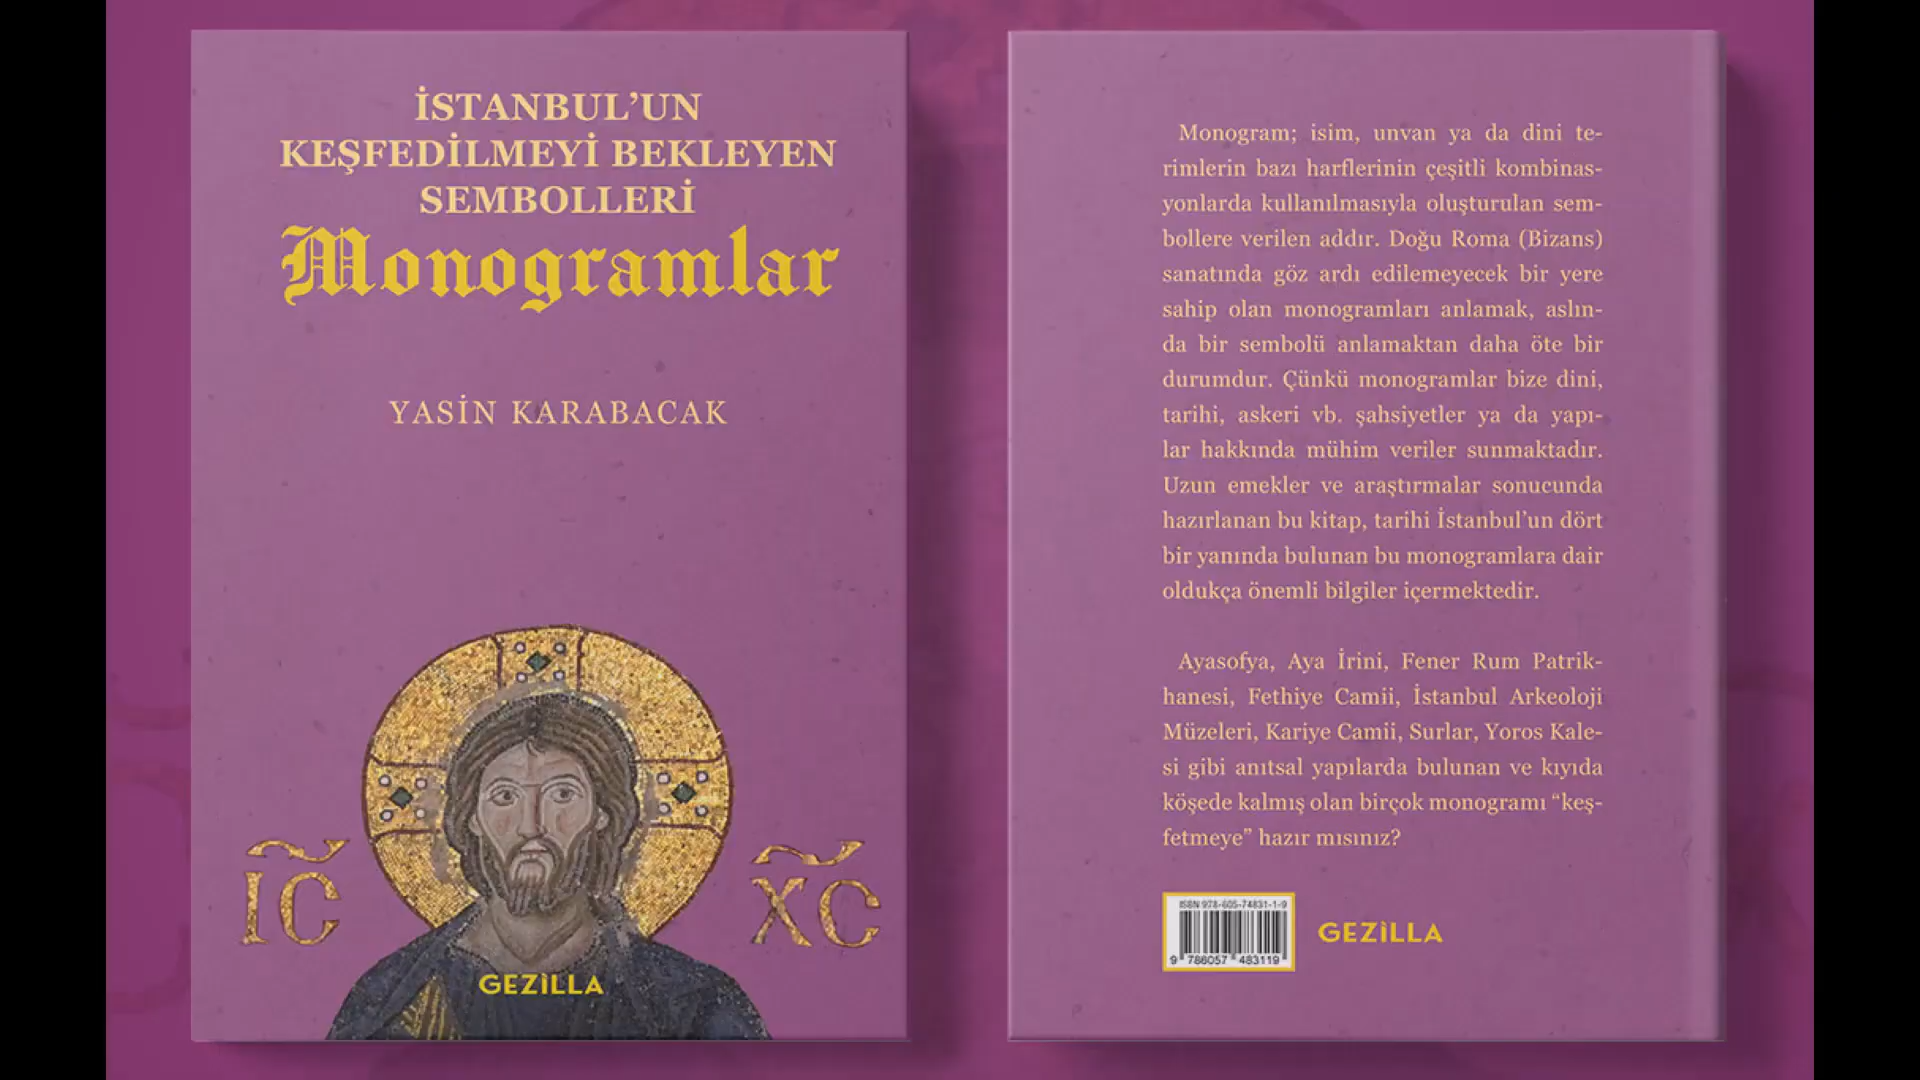 İSTANBUL’UN
KEŞFEDİLMEYİ BEKLEYEN
SEMBOLLERİ
Monogramlar
YASİN KARABACAK
IC
XC
GEZİLLA
Monogram; isim, unvan ya da dini te-
rimlerin bazı harflerinin çeşitli kombinas-
yonlarda kullanılmasıyla oluşturulan sem-
bollere verilen addır. Doğu Roma (Bizans)
sanatında göz ardı edilemeyecek bir yere
sahip olan monogramları anlamak, aslın-
da bir sembolü anlamaktan daha öte bir
durumdur. Çünkü monogramlar bize dini,
tarihi, askeri vb. şahsiyetler ya da yapı-
lar hakkında mühim veriler sunmaktadır.
Uzun emekler ve araştırmalar sonucunda
hazırlanan bu kitap, tarihi İstanbul’un dört
bir yanında bulunan bu monogramlara dair
oldukça önemli bilgiler içermektedir.
Ayasofya, Aya İrini, Fener Rum Patrik-
hanesi, Fethiye Camii, İstanbul Arkeoloji
Müzeleri, Kariye Camii, Surlar, Yoros Kale-
si gibi anıtsal yapılarda bulunan ve kıyıda
köşede kalmış olan birçok monogramı “keş-
fetmeye” hazır mısınız?
ISBN 978-605-74831-1-9
9 786057 483119
GEZİLLA